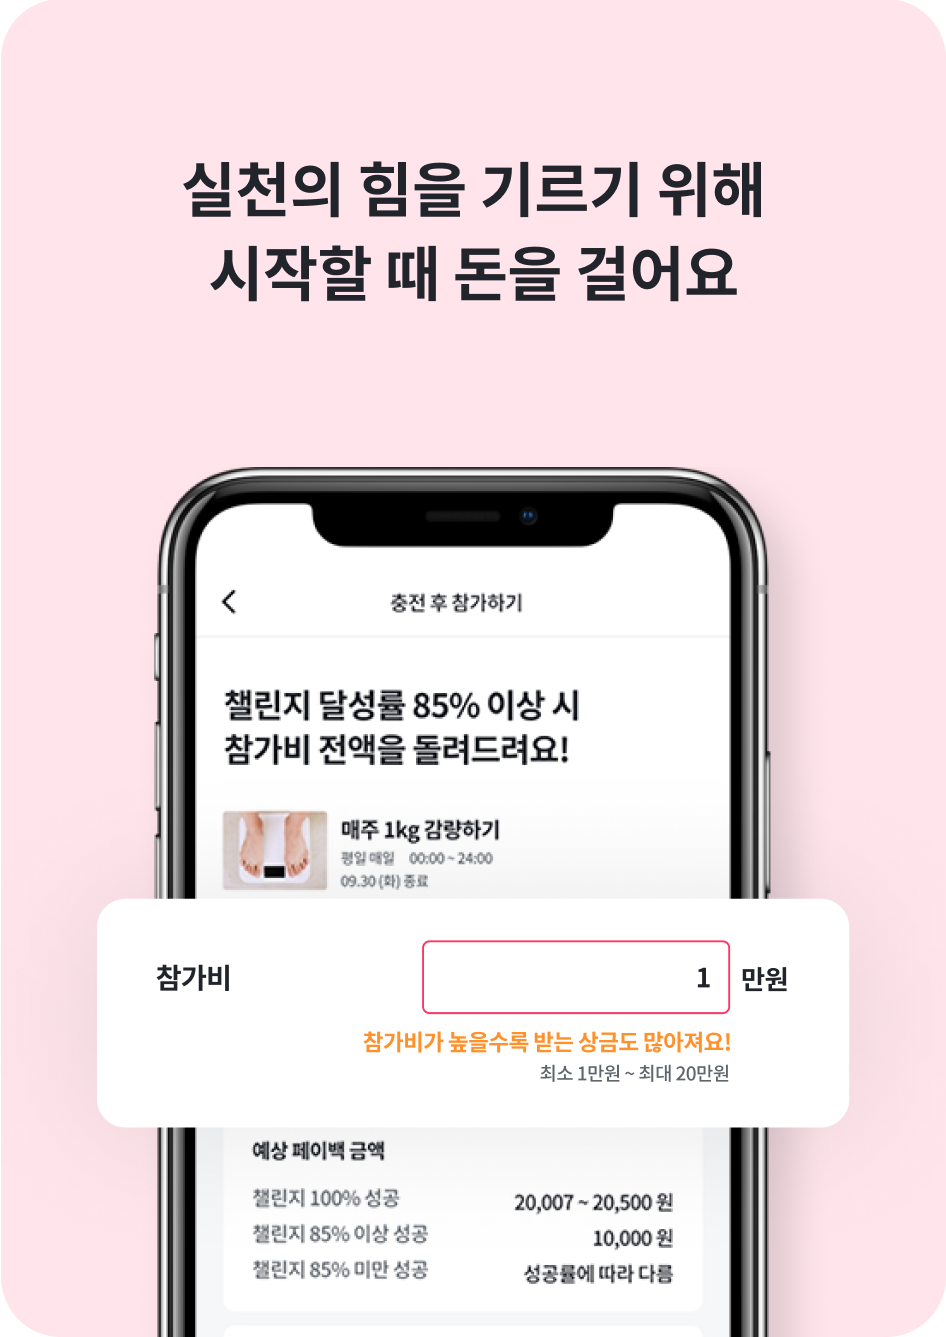 실천의 힘을 기르기 위해
시작할 때 돈을 걸어요
충전 후 참가하기
챌린지 달성률 85% 이상 시
참가비 전액을 돌려드려요!
매주 1kg 감량하기
평일 매일 00:00 ~ 24:00
09.30 (화) 종료
참가비 1 만원
참가비가 높을수록 받는 상금도 많아져요!
최소 1만원 ~ 최대 20만원
예상 페이백 금액
챌린지 100% 성공 20,007 ~ 20,500 원
챌린지 85% 이상 성공 10,000 원
챌린지 85% 미만 성공 성공률에 따라 다름